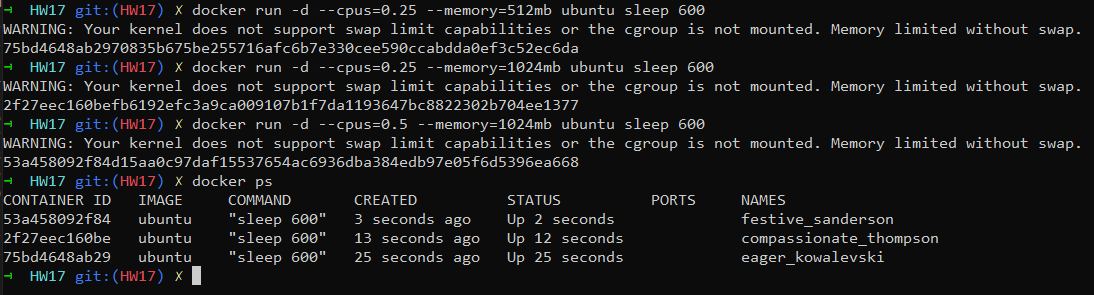 → HW17 git:(HW17) ✗ docker run -d --cpus=0.25 --memory=512mb ubuntu sleep 600
WARNING: Your kernel does not support swap limit capabilities or the cgroup is not mounted. Memory limited without swap.
75bd4648ab2970835b675be255716afc6b7e330cee590ccabdda0ef3c52ec6da
→ HW17 git:(HW17) ✗ docker run -d --cpus=0.25 --memory=1024mb ubuntu sleep 600
WARNING: Your kernel does not support swap limit capabilities or the cgroup is not mounted. Memory limited without swap.
2f27eec160befb6192efc3a9ca009107b1f7da1193647bc8822302b704ee1377
→ HW17 git:(HW17) ✗ docker run -d --cpus=0.5 --memory=1024mb ubuntu sleep 600
WARNING: Your kernel does not support swap limit capabilities or the cgroup is not mounted. Memory limited without swap.
53a458092f84d15aa0c97daf15537654ac6936dba384edb97e05f6d5396ea668
→ HW17 git:(HW17) ✗ docker ps
CONTAINER ID IMAGE COMMAND CREATED STATUS PORTS NAMES
53a458092f84 ubuntu "sleep 600" 3 seconds ago Up 2 seconds festive_sanderson
2f27eec160be ubuntu "sleep 600" 13 seconds ago Up 12 seconds compassionate_thompson
75bd4648ab29 ubuntu "sleep 600" 25 seconds ago Up 25 seconds eager_kowalevski
→ HW17 git:(HW17) ✗